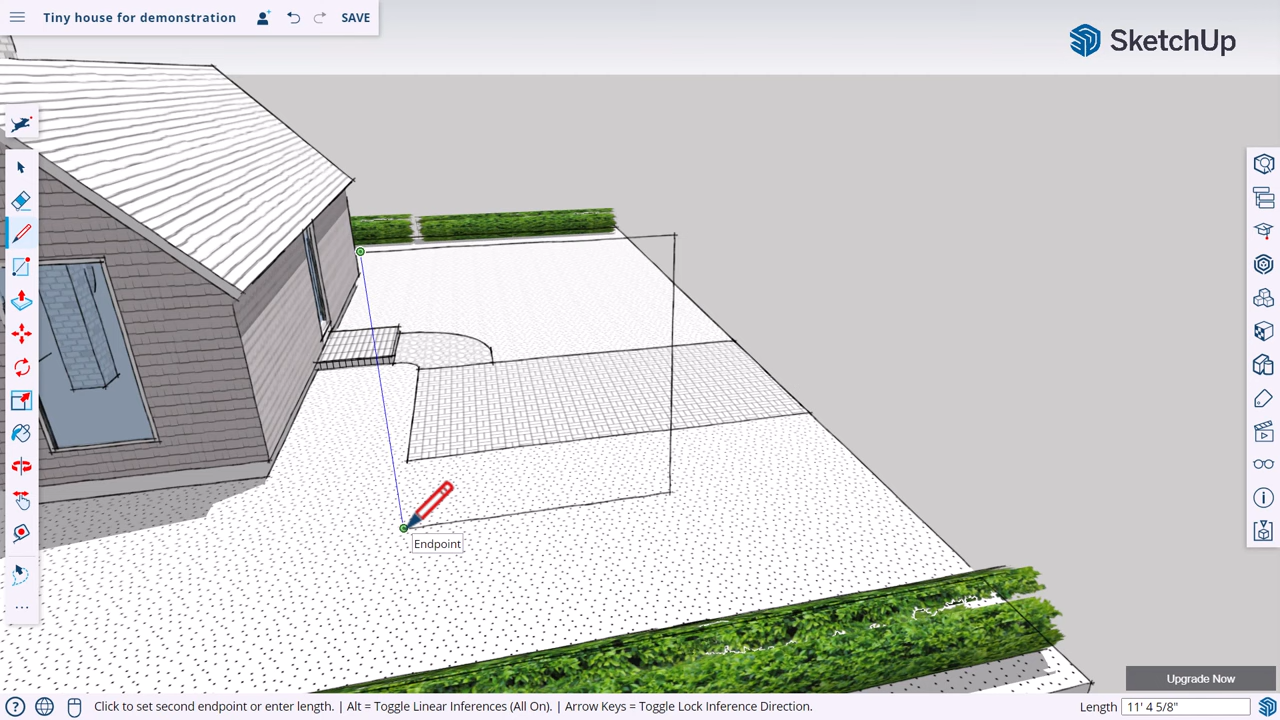 Tiny house for demonstration
SAVE
SketchUp
Endpoint
Upgrade Now
Click to set second endpoint or enter length. | Alt = Toggle Linear Inferences (All On). | Arrow Keys = Toggle Lock Inference Direction.
Length 11' 4 5/8"